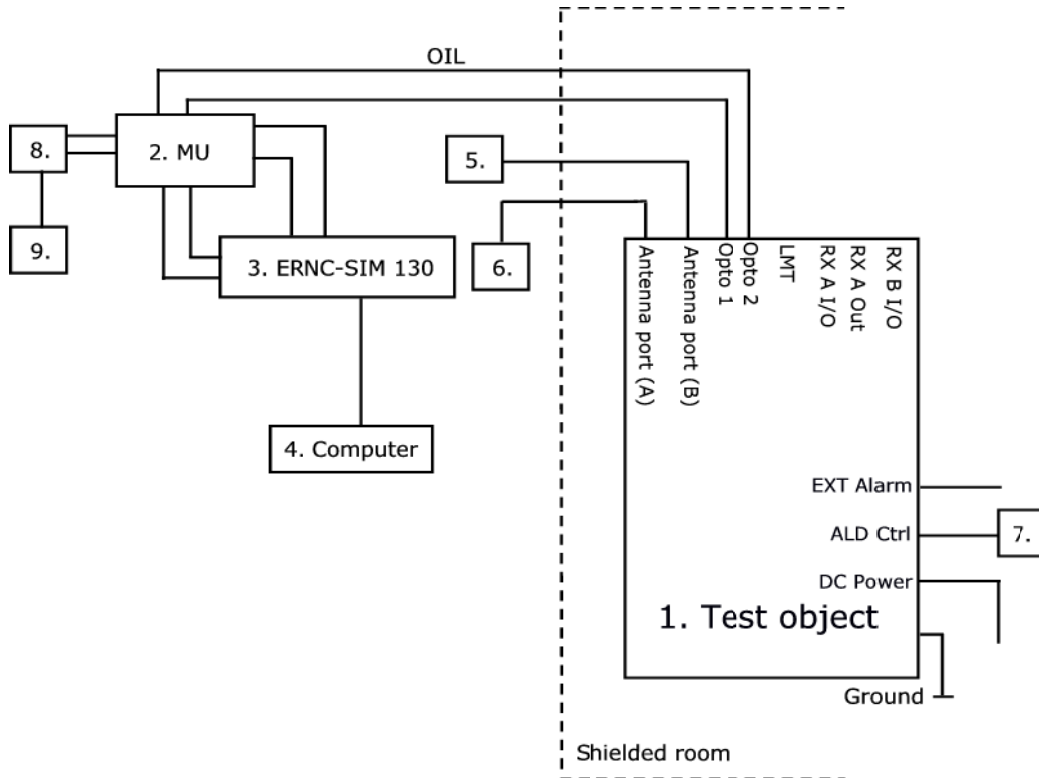 OIL
8.
2. MU
5.
9.
3. ERNC-SIM 130
6.
Antenna port (A)
Antenna port (B)
Opto 1
Opto 2
LMT
RX A I/O
RX A Out
RX B I/O
4. Computer
EXT Alarm
ALD Ctrl
7.
DC Power
1. Test object
Ground
Shielded room